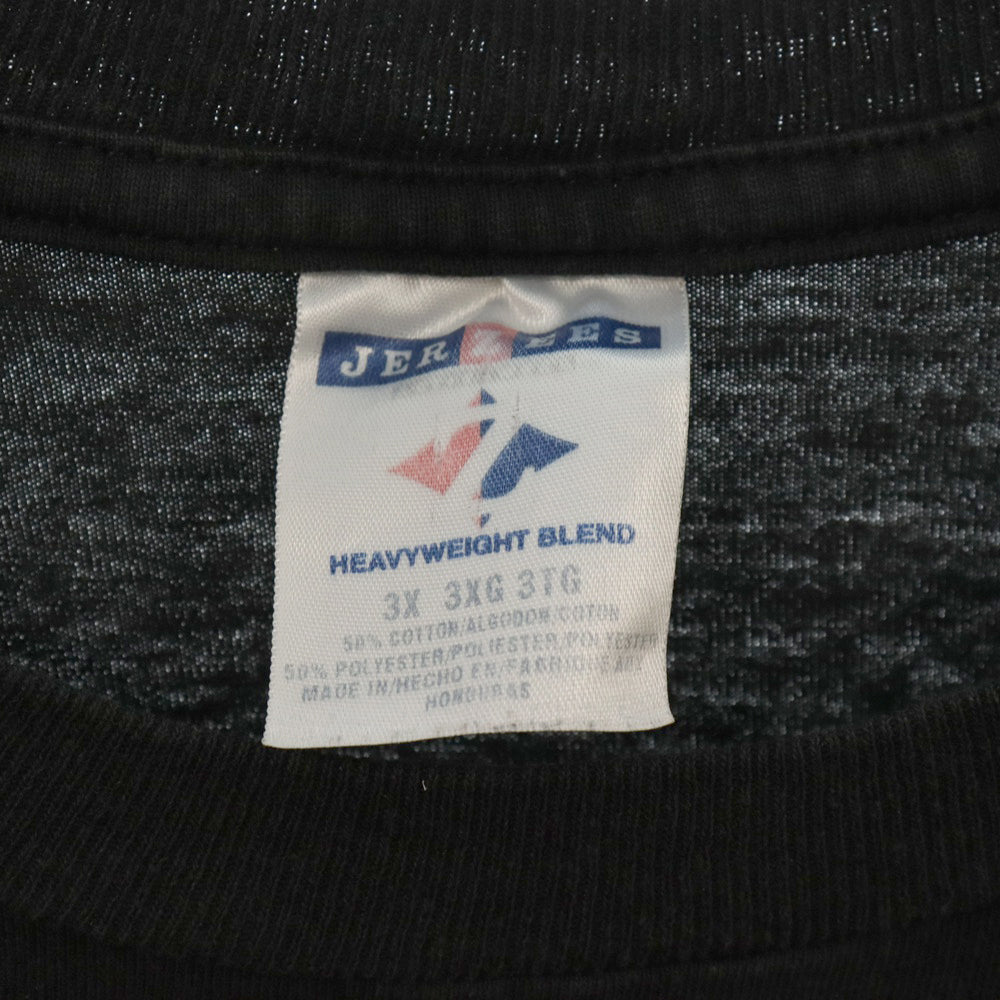 JERZEES
HEAVYWEIGHT BLEND
3X 3XG 3TG
50% COTTON/ALGODON/COTON
50% POLYESTER/POLIESTER/POLYESTER
MADE IN/HECHO EN/FABRIQUE AU
HONDURAS